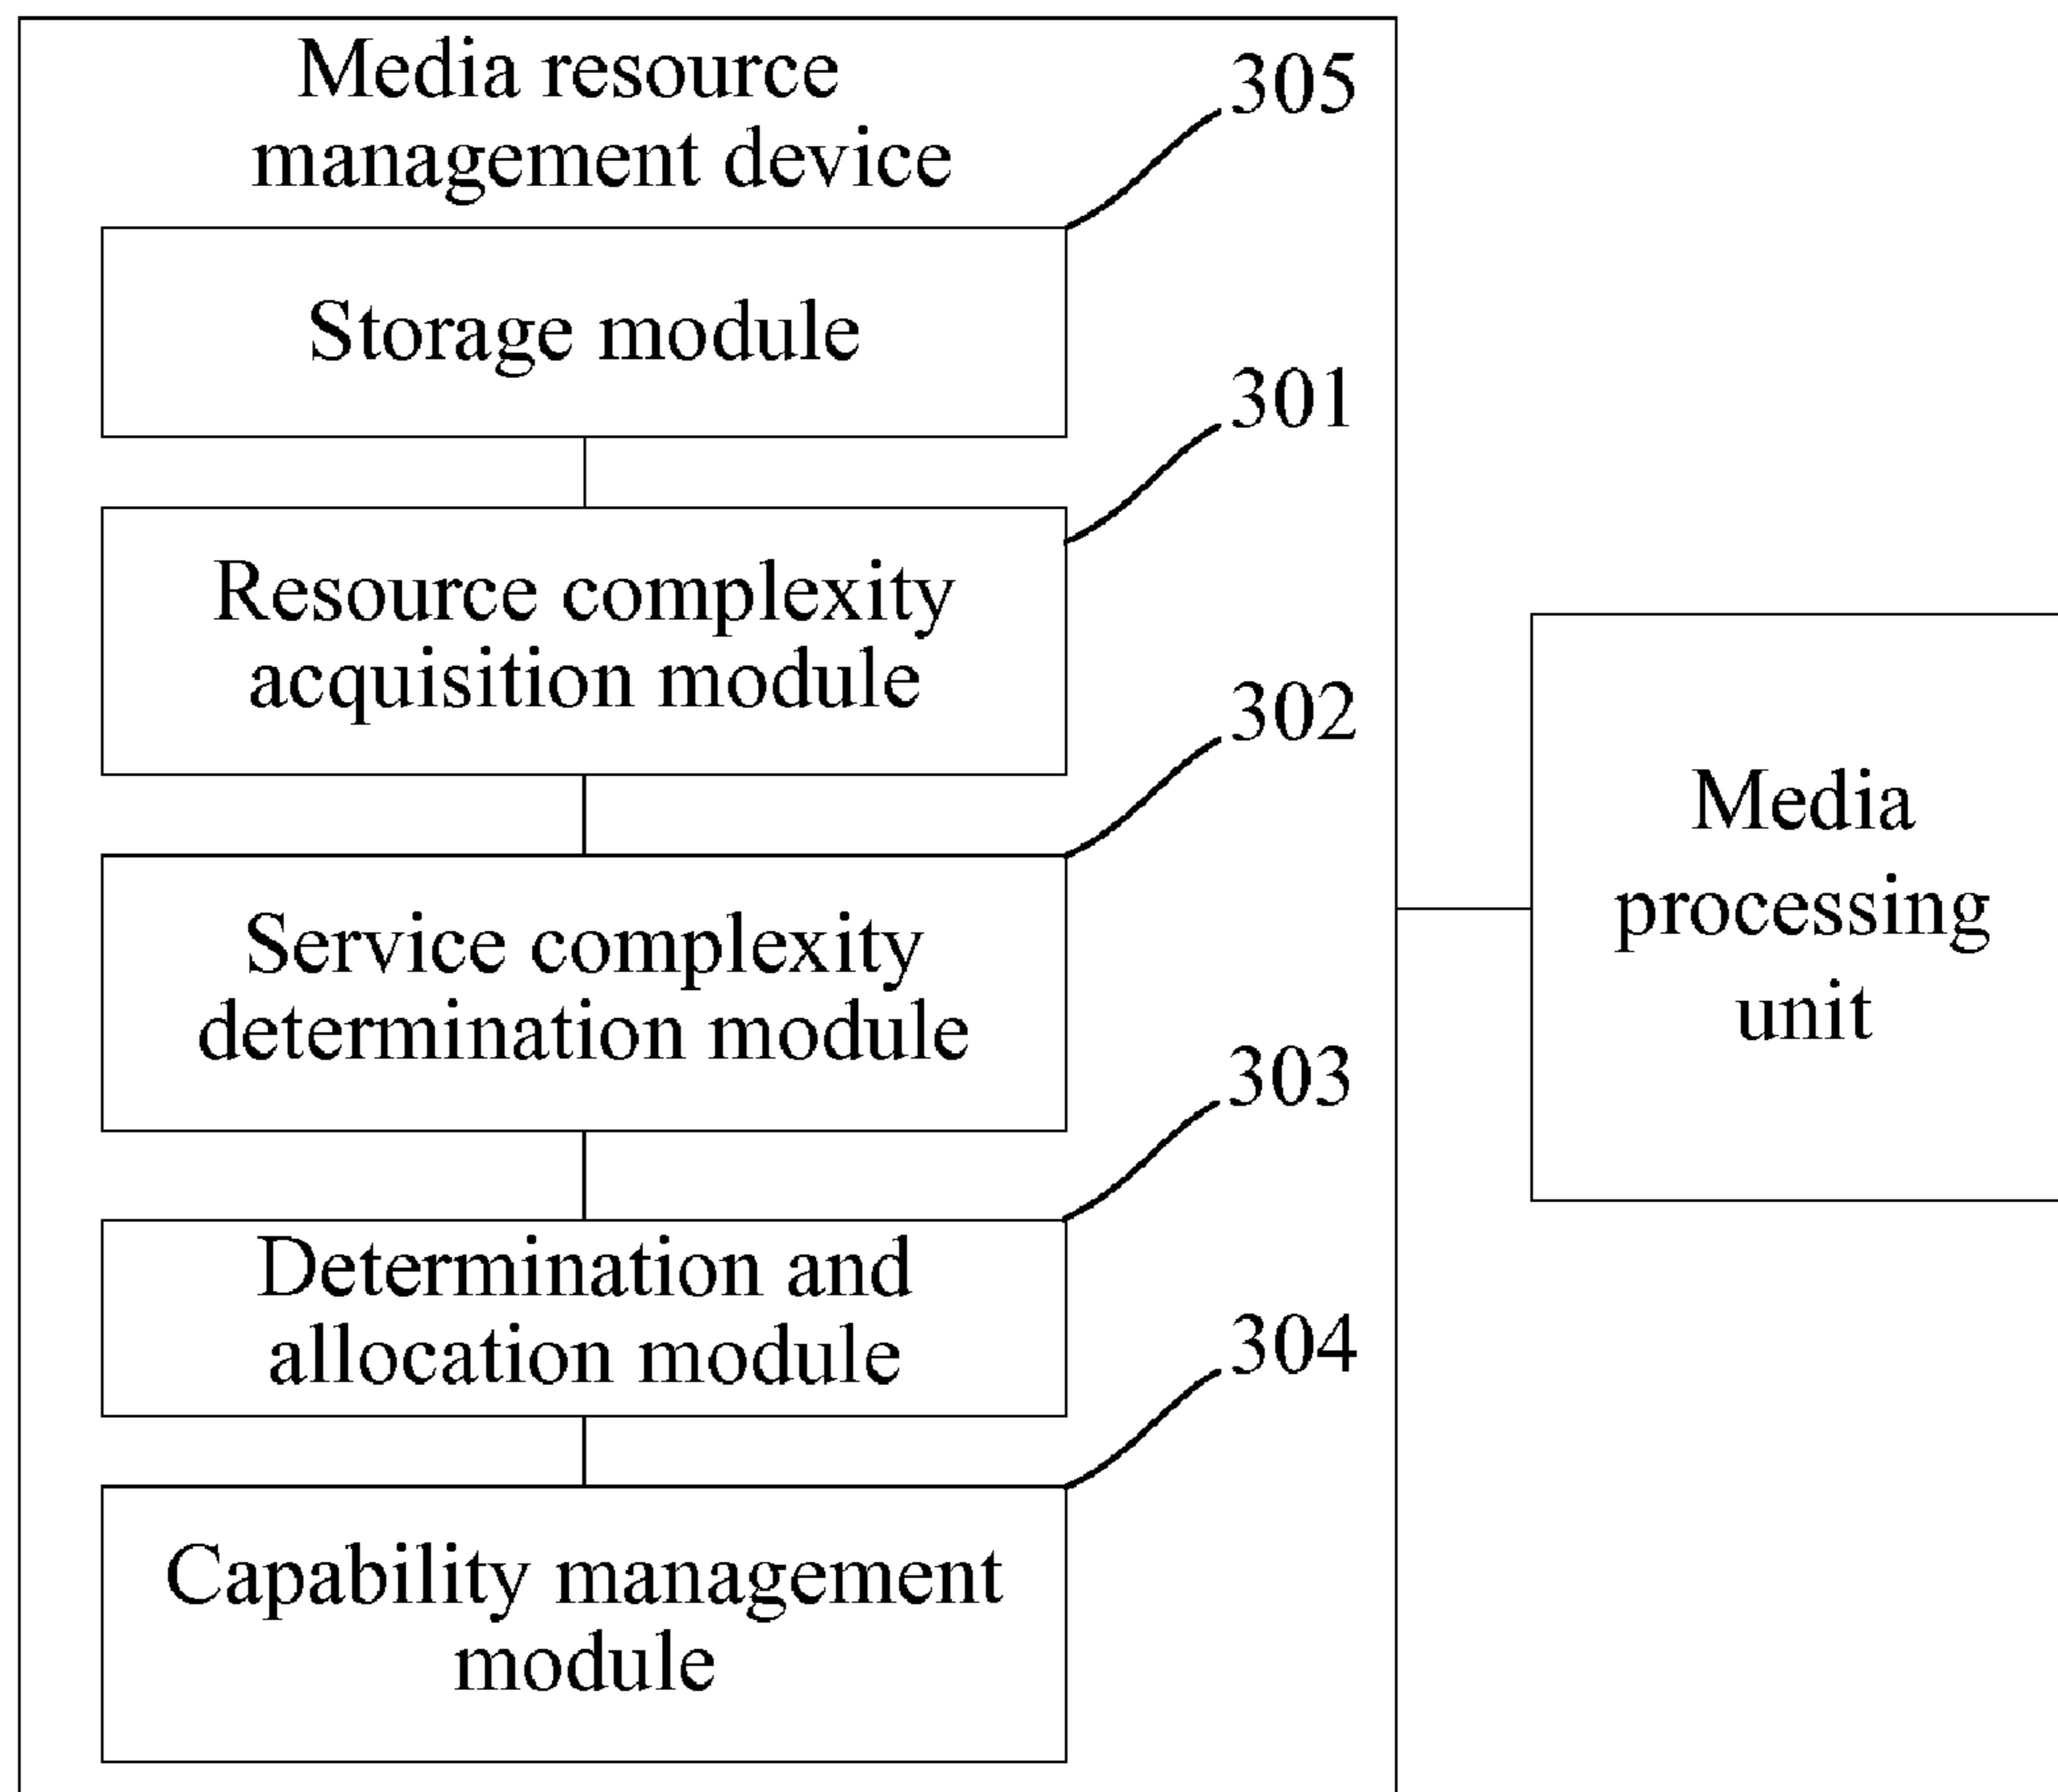 Media resource
management device
305
Storage module
301
Resource complexity
acquisition module
302
Service complexity
determination module
303
Determination and
allocation module
304
Capability management
module
Media
processing
unit